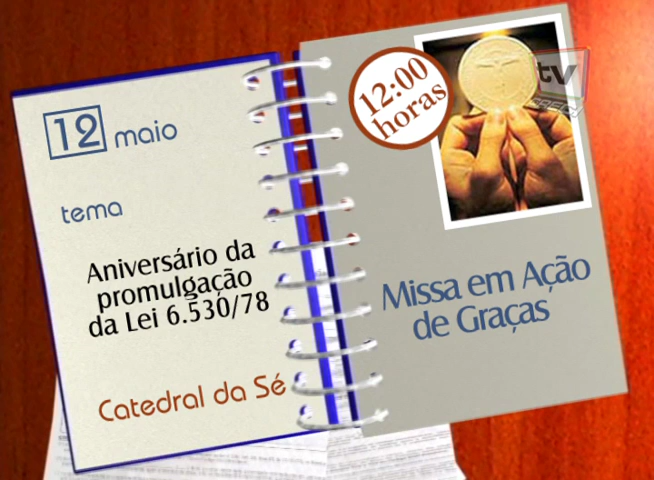 12 maio
tema
Aniversário da
promulgação
da Lei 6.530/78
Catedral da Sé
12:00
horas
tv
Missa em Ação
de Graças